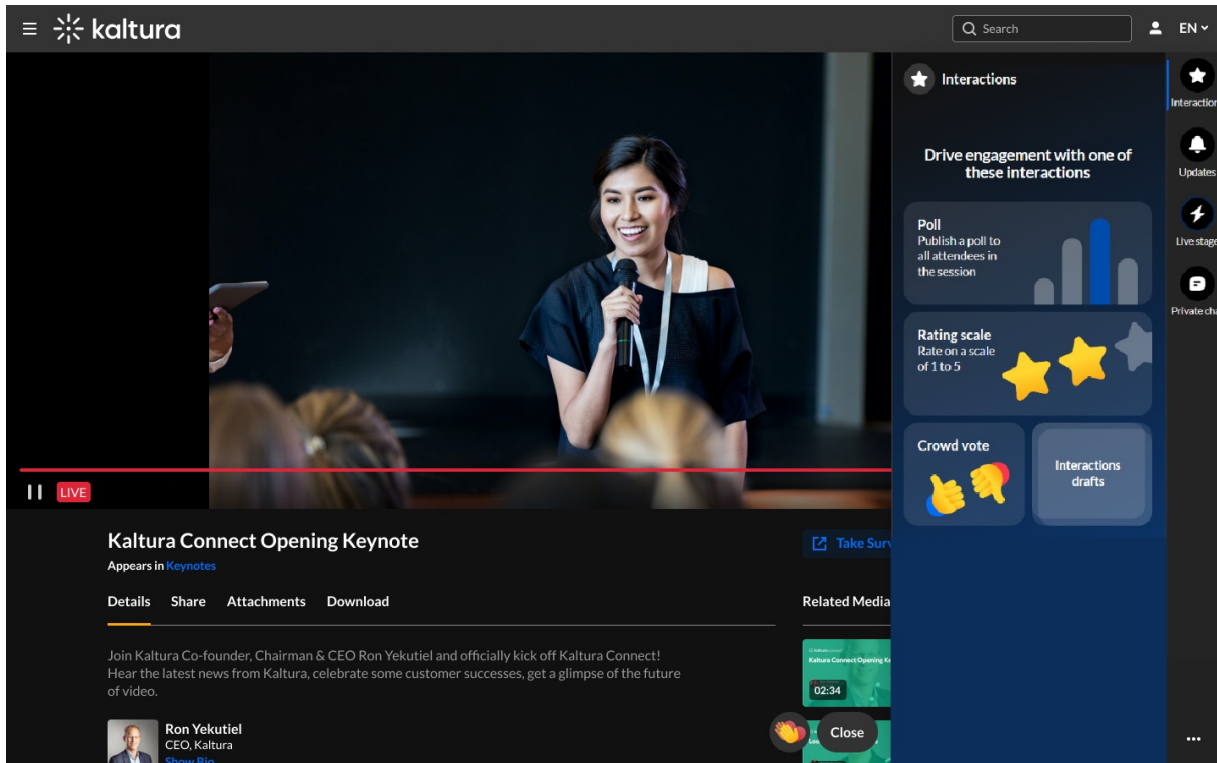 kaltura
Search
EN
LIVE
Kaltura Connect Opening Keynote
Appears in Keynotes
Take Surv
Details Share Attachments Download
Related Media
Join Kaltura Co-founder, Chairman & CEO Ron Yekutiel and officially kick off Kaltura Connect!
Hear the latest news from Kaltura, celebrate some customer successes, get a glimpse of the future
of video.
Ron Yekutiel
CEO, Kaltura
Show Bio
Kaltura Connect Opening Ke
02:34
Close
Interactions
Drive engagement with one of
these interactions
Poll
Publish a poll to
all attendees in
the session
Rating scale
Rate on a scale
of 1 to 5
Crowd vote
Interactions
drafts
Interaction
Updates
Live stage
Private cha